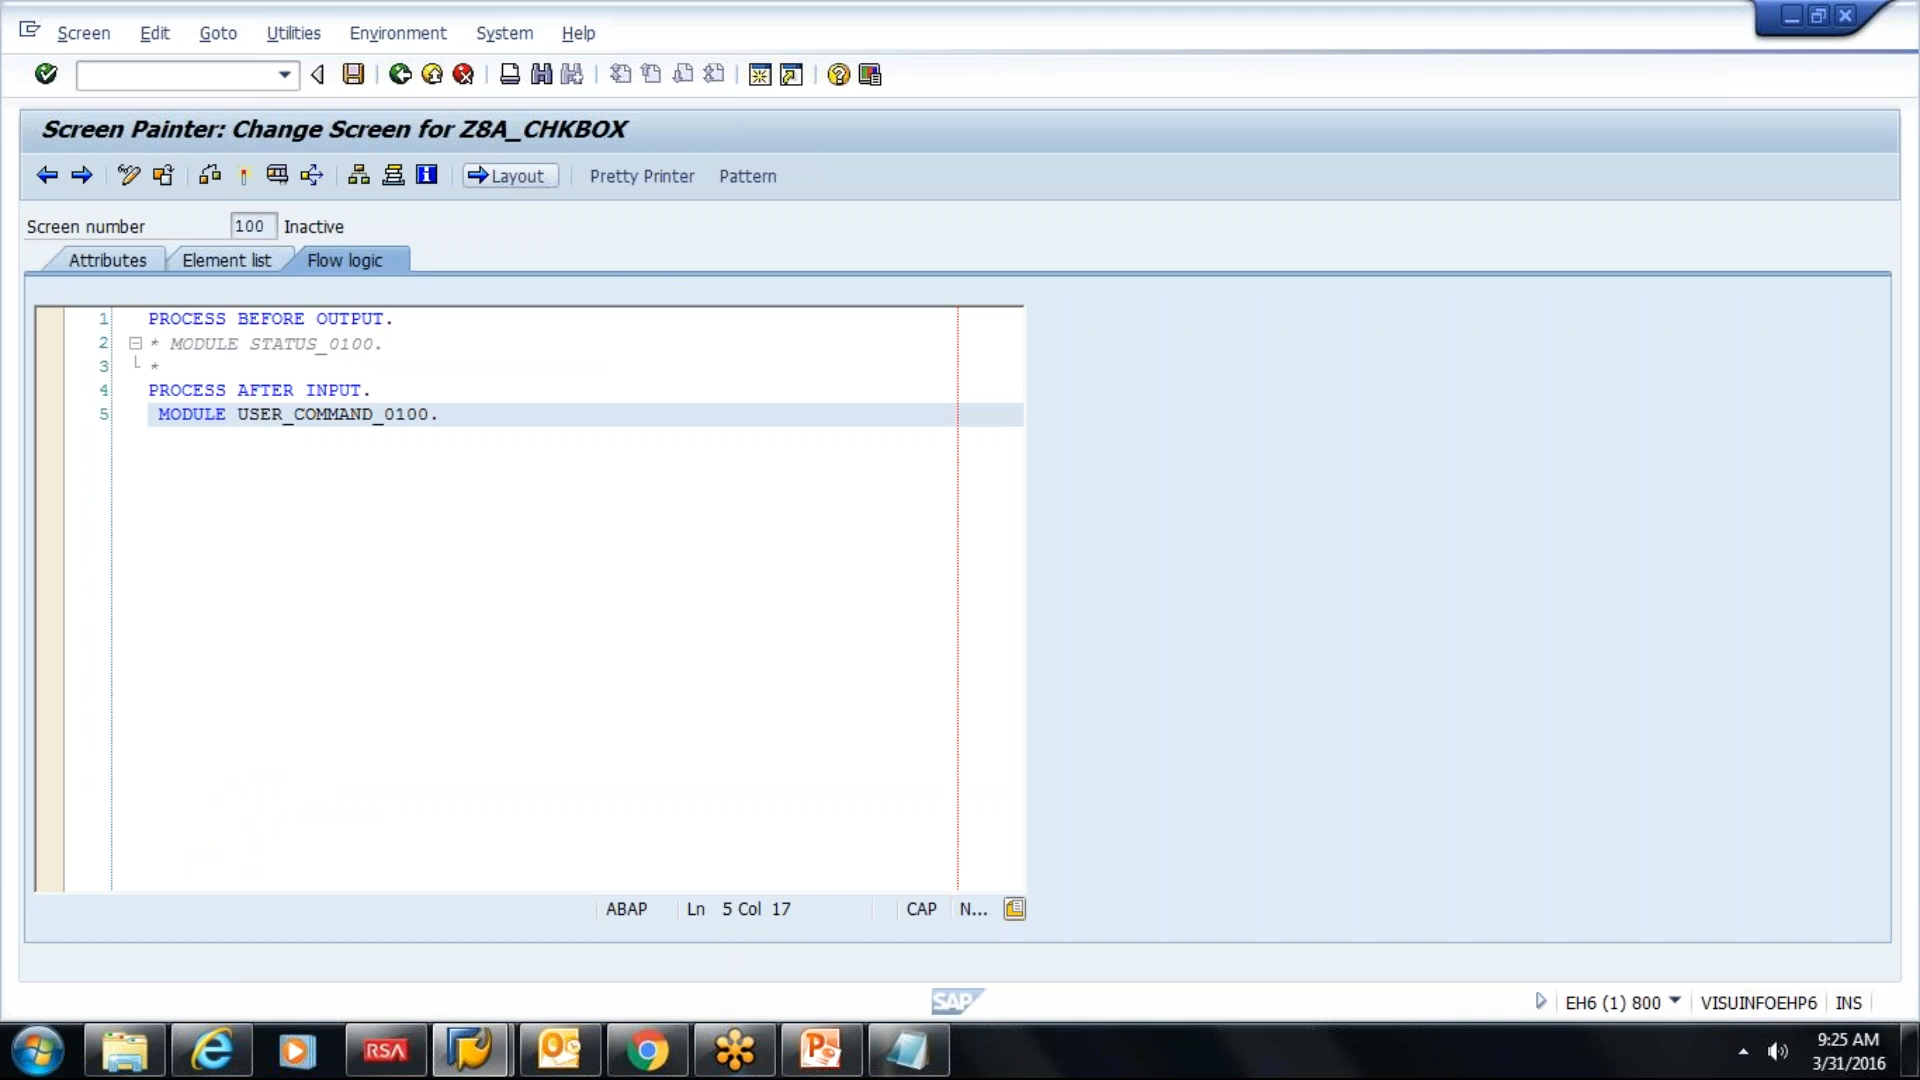 Screen Edit Goto Utilities Environment System Help
Screen Painter: Change Screen for Z8A_CHKBOX
Layout Pretty Printer Pattern
Screen number 100 Inactive
Attributes Element list Flow logic
1 PROCESS BEFORE OUTPUT.
2 * MODULE STATUS_0100.
3 *
4 PROCESS AFTER INPUT.
5 MODULE USER_COMMAND_0100.
ABAP Ln 5 Col 17 CAP N...
SAP
EH6 (1) 800 VISUINFOEHP6 INS
RSA
9:25 AM
3/31/2016